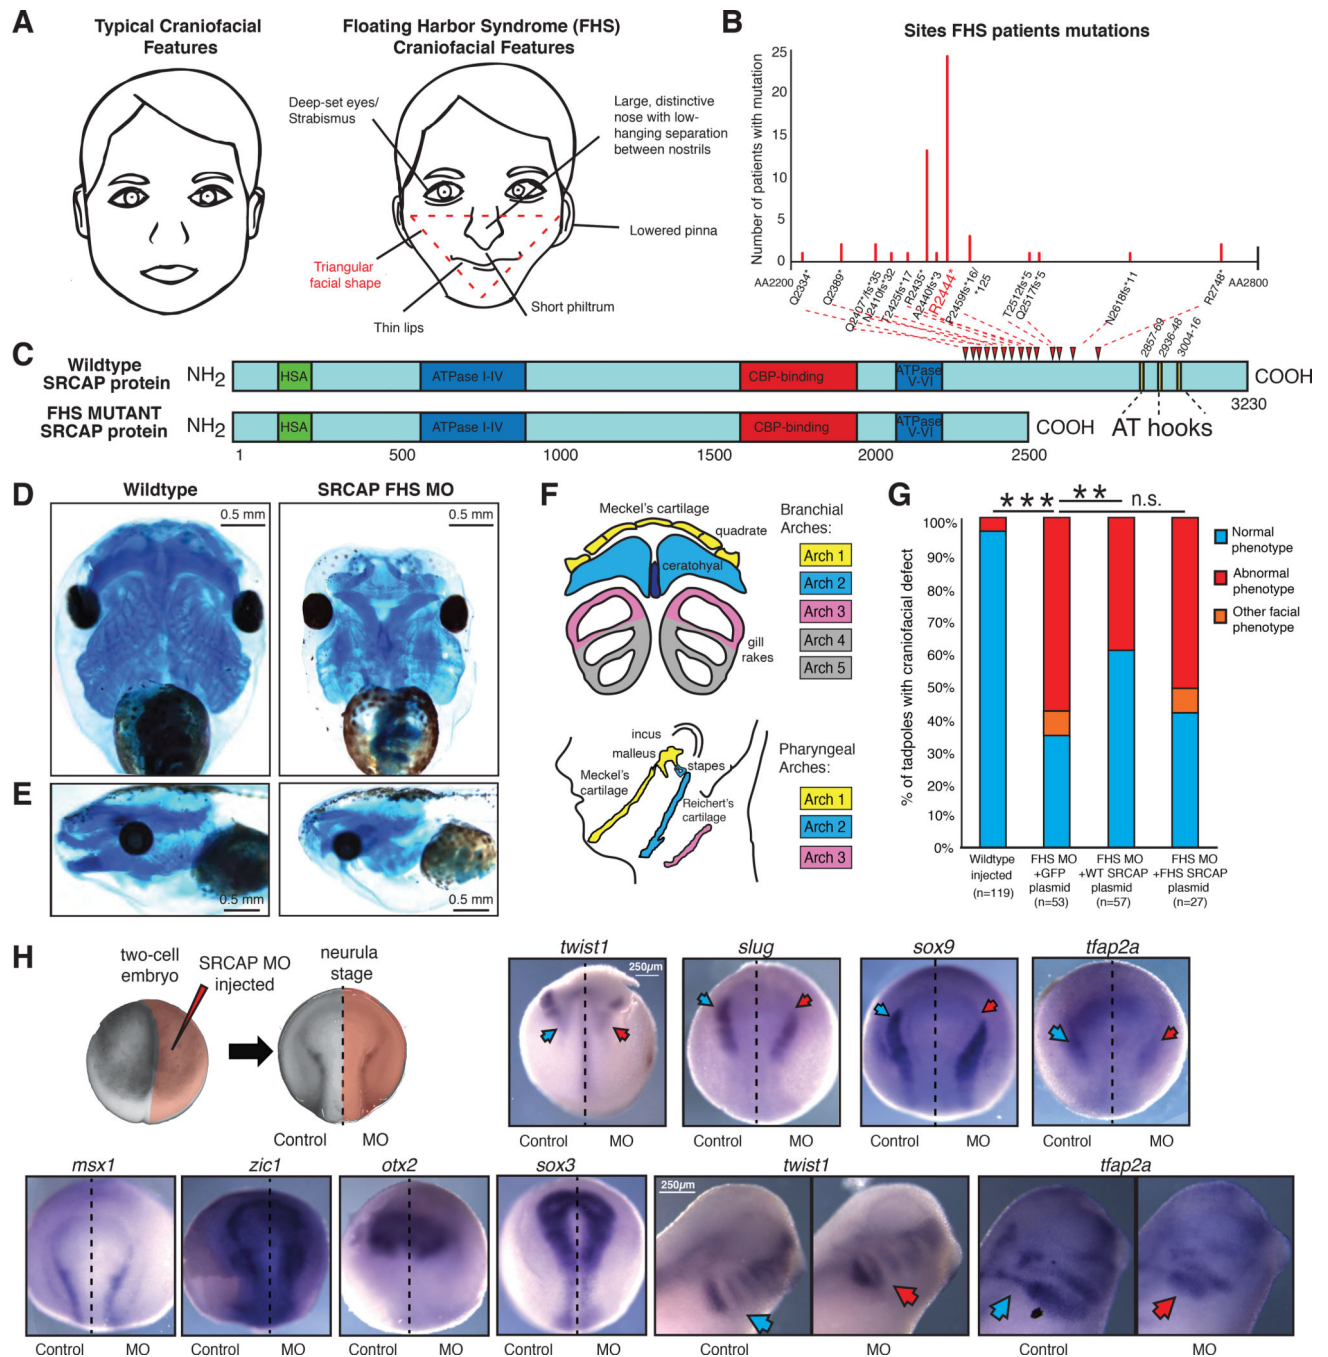 A
Typical Craniofacial
Features
Floating Harbor Syndrome (FHS)
Craniofacial Features
Deep-set eyes/
Strabismus
Large, distinctive
nose with low-
hanging separation
between nostrils
Lowered pinna
Triangular
facial shape
Short philtrum
Thin lips
B
Sites FHS patients mutations
Number of patients with mutation
25
20
15
10
5
0
AA2200
AA2800
Q2334*
Q2389*
Q2407*/fs*35
N2410fs*32
T2425fs*17
R2435*
A2440fs*3
R2444*
P2459fs*16/
*125
T2512fs*5
Q2517fs*5
N2618fs*11
R2748*
C
Wildtype
SRCAP protein
NH2
HSA
ATPase I-IV
CBP-binding
ATPase
V-VI
2857-69
2936-48
3004-16
COOH
3230
FHS MUTANT
SRCAP protein
NH2
HSA
ATPase I-IV
CBP-binding
ATPase
V-VI
COOH
AT hooks
1
500
1000
1500
2000
2500
D
Wildtype
SRCAP FHS MO
0.5 mm
0.5 mm
E
0.5 mm
0.5 mm
F
Meckel's cartilage
quadrate
ceratohyal
gill
rakes
Branchial
Arches:
Arch 1
Arch 2
Arch 3
Arch 4
Arch 5
incus
malleus
stapes
Meckel's
cartilage
Reichert's
cartilage
Pharyngeal
Arches:
Arch 1
Arch 2
Arch 3
G
***
**
n.s.
% of tadpoles with craniofacial defect
100%
90%
80%
70%
60%
50%
40%
30%
20%
10%
0%
Normal
phenotype
Abnormal
phenotype
Other facial
phenotype
Wildtype
injected
(n=119)
FHS MO
+GFP
plasmid
(n=53)
FHS MO
+WT SRCAP
plasmid
(n=57)
FHS MO
+FHS SRCAP
plasmid
(n=27)
H
two-cell
embryo
SRCAP MO
injected
neurula
stage
Control
MO
twist1
250µm
Control
MO
slug
Control
MO
sox9
Control
MO
tfap2a
Control
MO
msx1
Control
MO
zic1
Control
MO
otx2
Control
MO
sox3
Control
MO
twist1
250µm
Control
MO
tfap2a
Control
MO